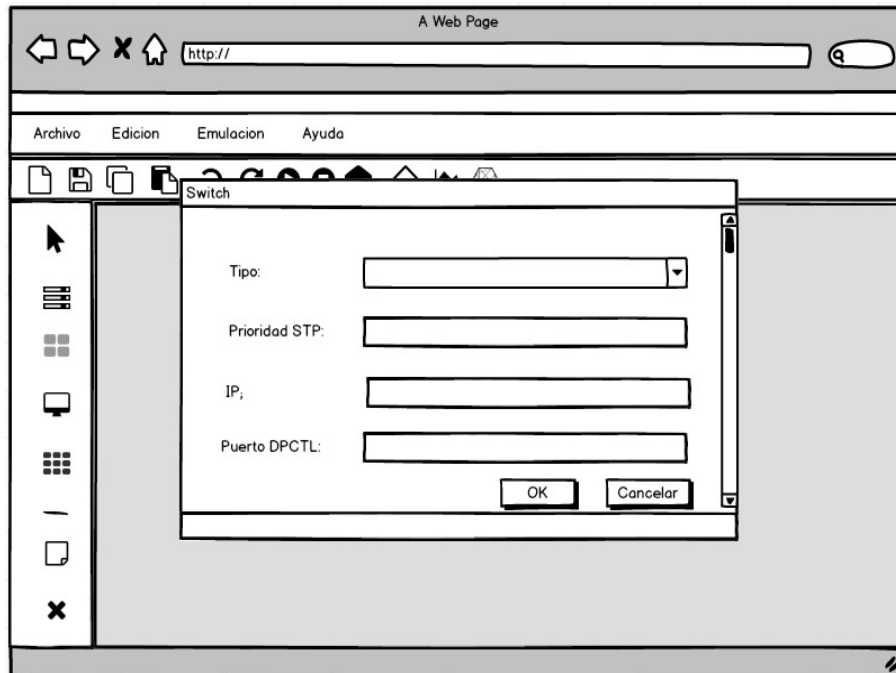 A Web Page
http://
Archivo Edicion Emulacion Ayuda
Switch
Tipo:
Prioridad STP:
IP;
Puerto DPCTL:
OK Cancelar